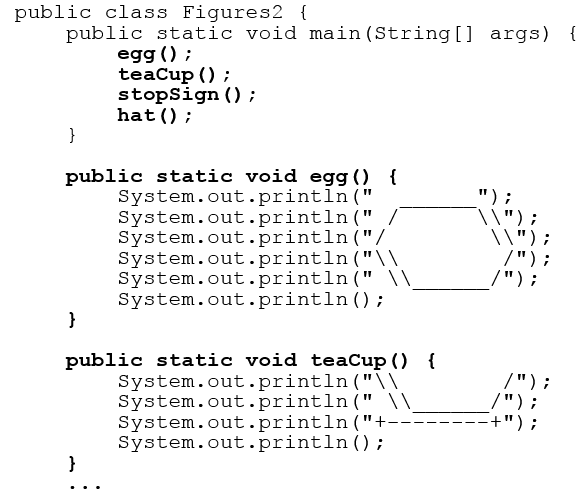 public class Figures2 {
    public static void main(String[] args) {
        egg();
        teaCup();
        stopSign();
        hat();
    }
    public static void egg() {
        System.out.println("  ______");
        System.out.println(" /      \\");
        System.out.println("/        \\");
        System.out.println("\\        /");
        System.out.println(" \\______/");
        System.out.println();
    }
    public static void teaCup() {
        System.out.println("\\        /");
        System.out.println(" \\______/");
        System.out.println("+--------+");
        System.out.println();
    }
    ...